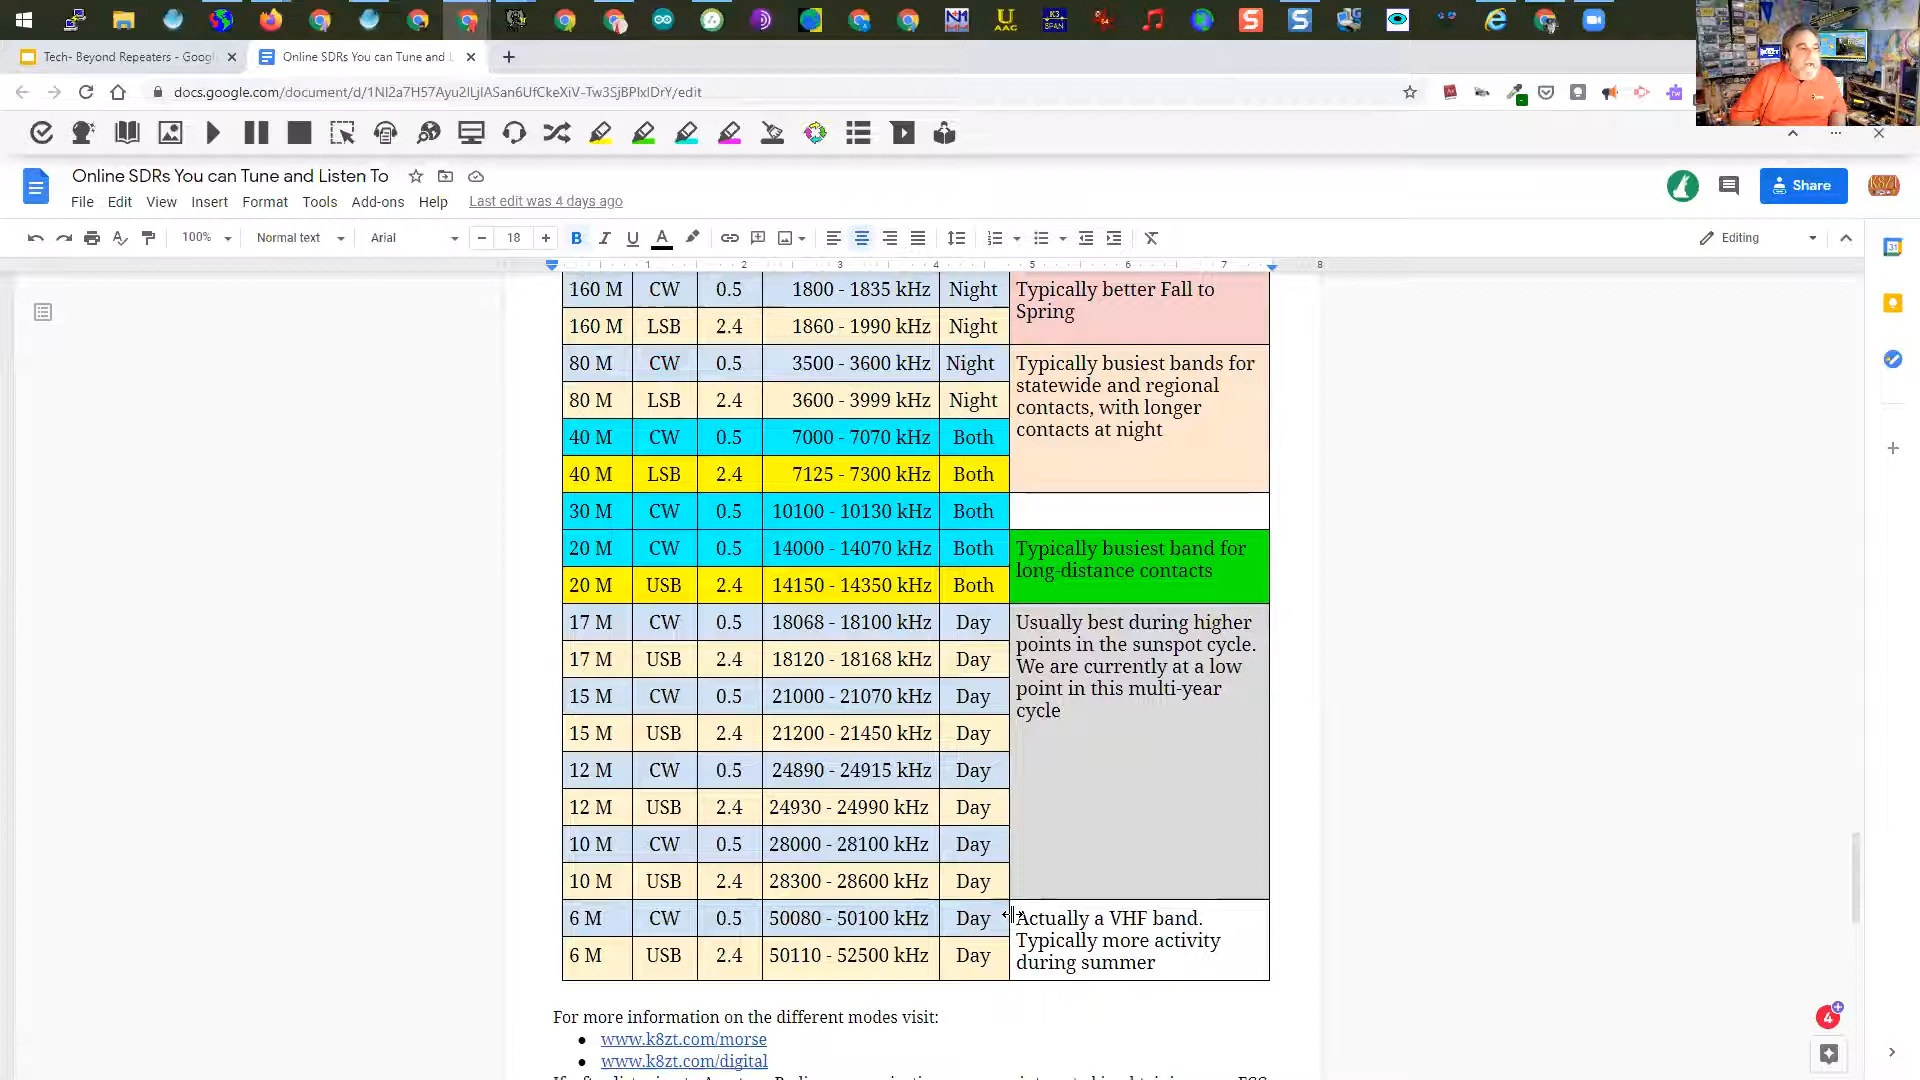 Tech- Beyond Repeaters - Googl
Online SDRs You can Tune and L
docs.google.com/document/d/1NI2a7H57Ayu2lLjlASan6UfCkeXiV-Tw3SjBPIxlDrY/edit
Online SDRs You can Tune and Listen To
File Edit View Insert Format Tools Add-ons Help Last edit was 4 days ago
Share
100% Normal text Arial 18 Editing
1 2 3 4 5 6 7 8
160 M CW 0.5 1800 - 1835 kHz Night Typically better Fall to
Spring
160 M LSB 2.4 1860 - 1990 kHz Night
80 M CW 0.5 3500 - 3600 kHz Night Typically busiest bands for
statewide and regional
80 M LSB 2.4 3600 - 3999 kHz Night contacts, with longer
contacts at night
40 M CW 0.5 7000 - 7070 kHz Both
40 M LSB 2.4 7125 - 7300 kHz Both
30 M CW 0.5 10100 - 10130 kHz Both
20 M CW 0.5 14000 - 14070 kHz Both Typically busiest band for
long-distance contacts
20 M USB 2.4 14150 - 14350 kHz Both
17 M CW 0.5 18068 - 18100 kHz Day Usually best during higher
points in the sunspot cycle.
17 M USB 2.4 18120 - 18168 kHz Day We are currently at a low
point in this multi-year
15 M CW 0.5 21000 - 21070 kHz Day cycle
15 M USB 2.4 21200 - 21450 kHz Day
12 M CW 0.5 24890 - 24915 kHz Day
12 M USB 2.4 24930 - 24990 kHz Day
10 M CW 0.5 28000 - 28100 kHz Day
10 M USB 2.4 28300 - 28600 kHz Day
6 M CW 0.5 50080 - 50100 kHz Day Actually a VHF band.
Typically more activity
6 M USB 2.4 50110 - 52500 kHz Day during summer
For more information on the different modes visit:
www.k8zt.com/morse
www.k8zt.com/digital
4